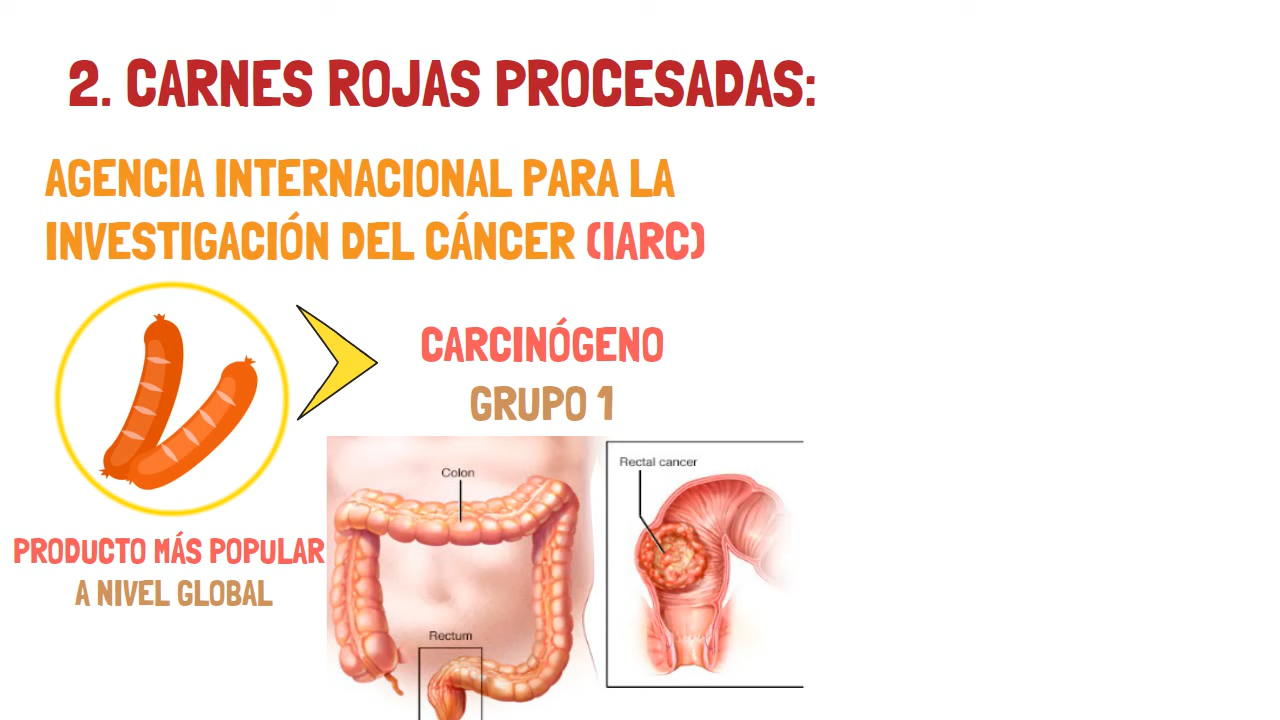 2. CARNES ROJAS PROCESADAS:
AGENCIA INTERNACIONAL PARA LA
INVESTIGACIÓN DEL CÁNCER (IARC)
CARCINÓGENO
GRUPO 1
PRODUCTO MÁS POPULAR
A NIVEL GLOBAL
Colon
Rectum
Rectal cancer